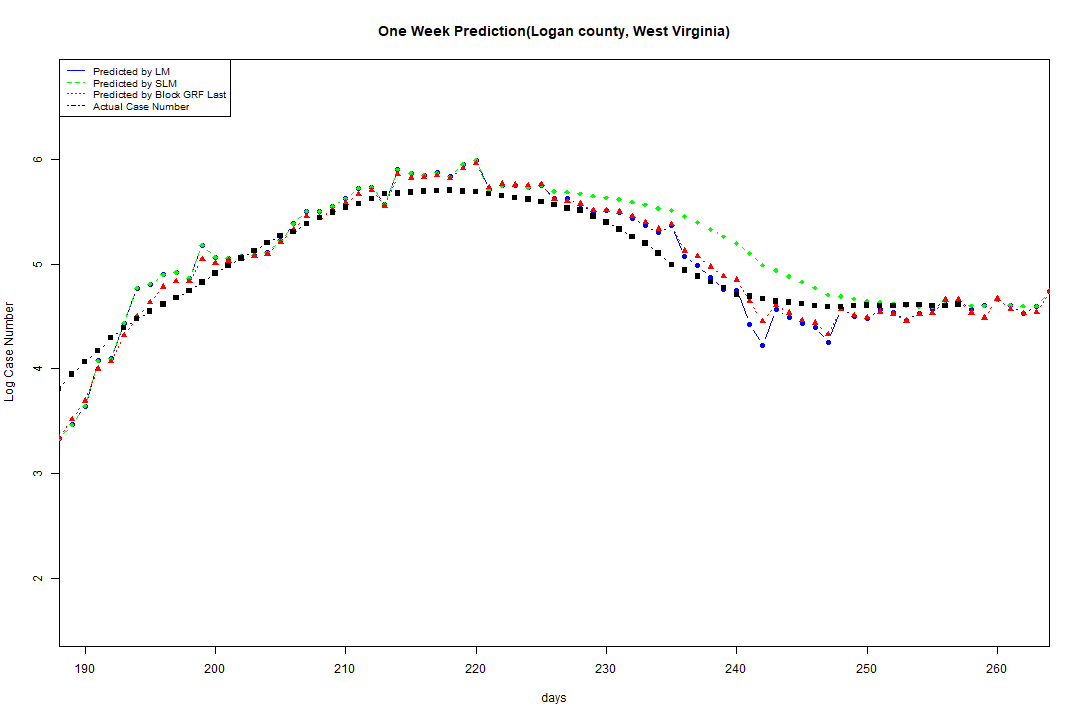 One Week Prediction(Logan county, West Virginia)
Predicted by LM
Predicted by SLM
Predicted by Block GRF Last
Actual Case Number
6
5
4
3
2
Log Case Number
190 200 210 220 230 240 250 260
days